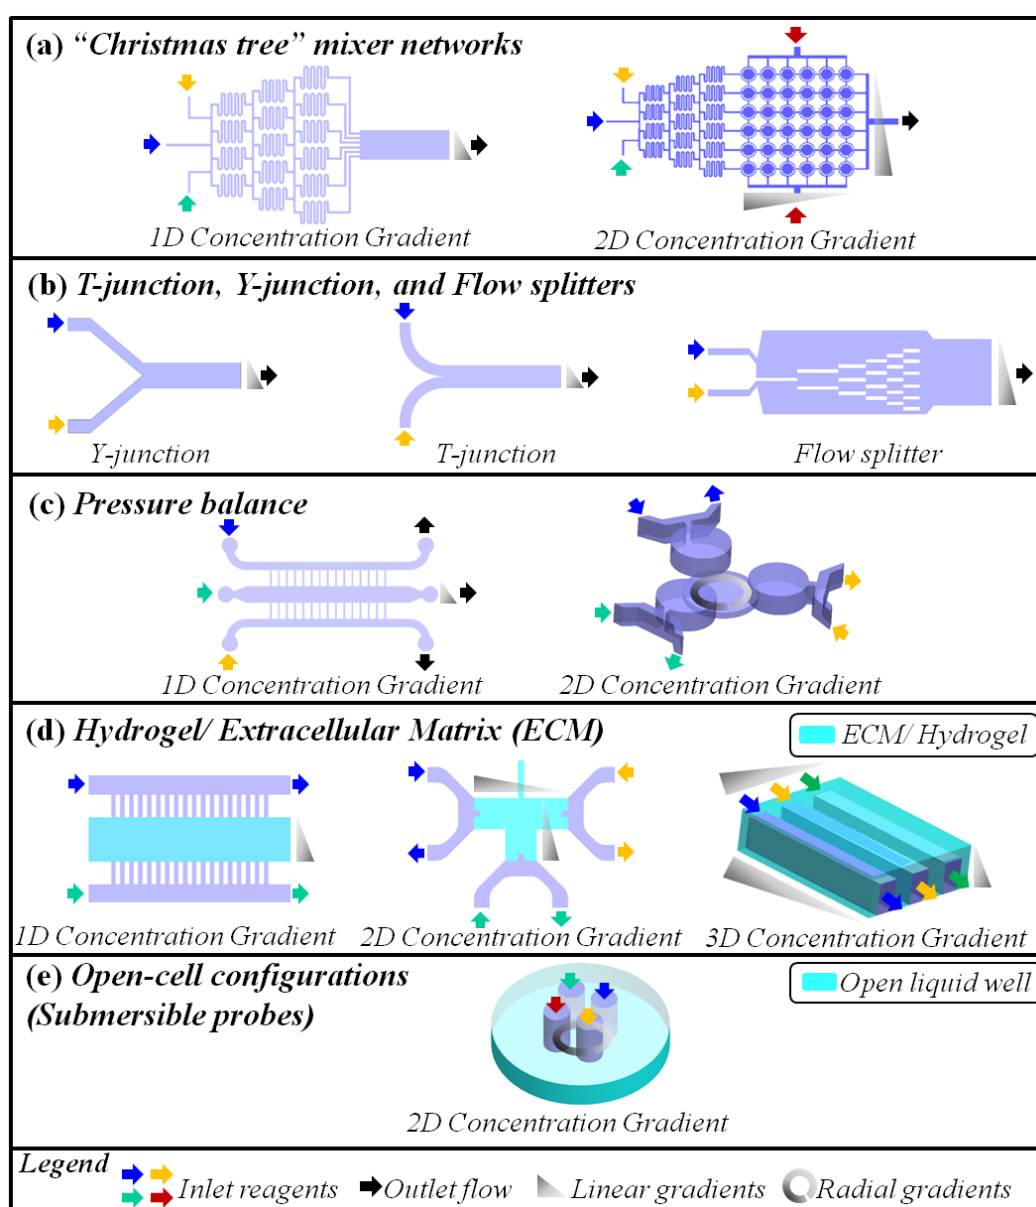 (a) “Christmas tree” mixer networks
1D Concentration Gradient
2D Concentration Gradient
(b) T-junction, Y-junction, and Flow splitters
Y-junction
T-junction
Flow splitter
(c) Pressure balance
1D Concentration Gradient
2D Concentration Gradient
(d) Hydrogel/ Extracellular Matrix (ECM)
ECM/ Hydrogel
1D Concentration Gradient
2D Concentration Gradient
3D Concentration Gradient
(e) Open-cell configurations
(Submersible probes)
Open liquid well
2D Concentration Gradient
Legend
Inlet reagents
Outlet flow
Linear gradients
Radial gradients